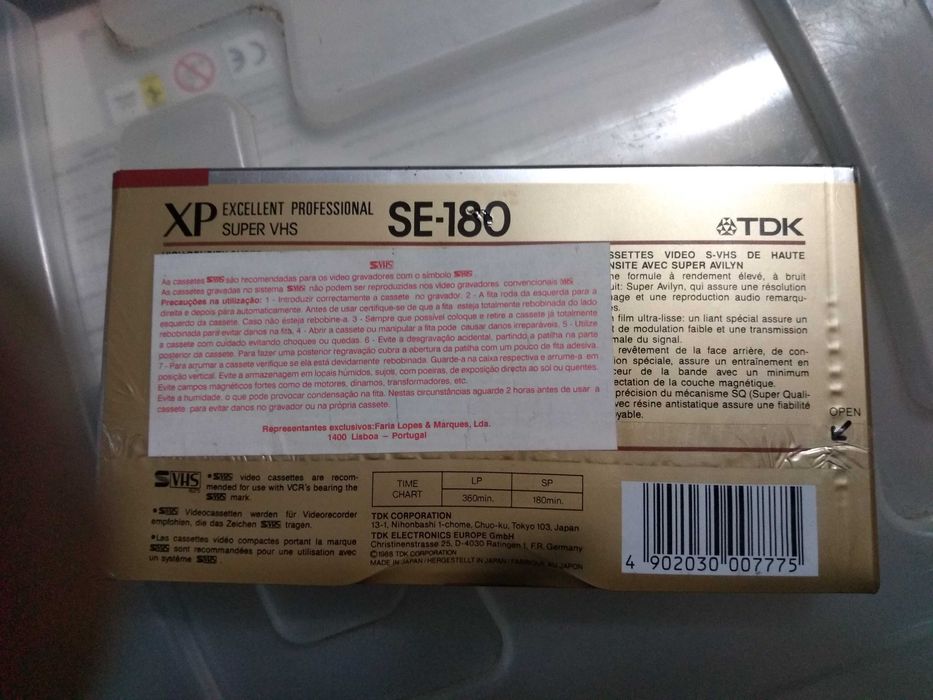 XP EXCELLENT PROFESSIONAL
SUPER VHS
SE-180
TDK
SVHS
As cassetes SVHS são recomendadas para os video gravadores com o símbolo SVHS.
As cassetes gravadas no sistema SVHS não podem ser reproduzidas nos video gravadores convencionais VHS
Precauções na utilização: 1 - Introduzir correctamente a cassete no gravador. 2 - A fita roda da esquerda para a
direita e depois pára automaticamente. Antes de usar certifique-se de que a fita esteja totalmente rebobinada do lado
esquerdo da cassete. Caso não esteja rebobine-a. 3 - Sempre que possivel coloque e retire a cassete já totalmente
rebobinada para evitar danos na fita. 4 - Abrir a cassete ou manipular a fita pode causar danos irreparáveis. 5 - Utilize
a cassete com cuidado evitando choques ou quedas. 6 - Evite a desgravação acidental, partindo a patilha na parte
posterior da cassete. Para fazer uma posterior regravação subra a abertura da patilha com um pouco de fita adesiva.
7 - Para arrumar a cassete verifique se ela está devidamente rebobinada. Guarde-a na caixa respectiva e arrume-a em
posição vertical. Evite a armazenagem em locais húmidos, sujos, com poeiras, de exposição directa ao sol ou quentes.
Evite campos magnéticos fortes como de motores, dinamos, transformadores, etc.
Evite a humidade, o que pode provocar condensação na fita. Nestas circunstâncias aguarde 2 horas antes de usar a
cassete para evitar danos no gravador ou na própria cassete.
Representantes exclusivos:Faria Lopes & Marques, Lda.
1400 Lisboa – Portugal
SSETTES VIDEO S-VHS DE HAUTE
NSITE AVEC SUPER AVILYN
ne formule à rendement élevé, à bruit
uit: Super Avilyn, qui assure une résolution
nage et une reproduction audio remarqu-
s.
film ultra-lisse: un liant spécial assure un
t de modulation faible et une transmission
male du signal.
revêtement de la face arrière, de con-
ion spéciale, assure un entraînement en
eur de la bande avec un minimum
ectation de la couche magnétique.
précision du mécanisme SQ (Super Quali-
vec résine antistatique assure une fiabilité
oyable.
OPEN
SVHS
• SVHS video cassettes are recom-
mended for use with VCR's bearing the
SVHS mark.
• SVHS Videocassetten werden für Videorecorder
empfohlen, die das Zeichen SVHS tragen.
•Les cassettes vidéo compactes portant la marque
SVHS sont recommandées pour une utilisation avec
un système SVHS.
TIME CHART LP SP
360min. 180min.
TDK CORPORATION
13-1, Nihonbashi 1-chome, Chuo-ku, Tokyo 103, Japan
TDK ELECTRONICS EUROPE GmbH
Christinenstrasse 25, D-4030 Ratingen 1, F.R. Germany
©1988 TDK CORPORATION
MADE IN JAPAN/HERGESTELLT IN JAPAN/FABRIQUE AU JAPON
4 902030 007775